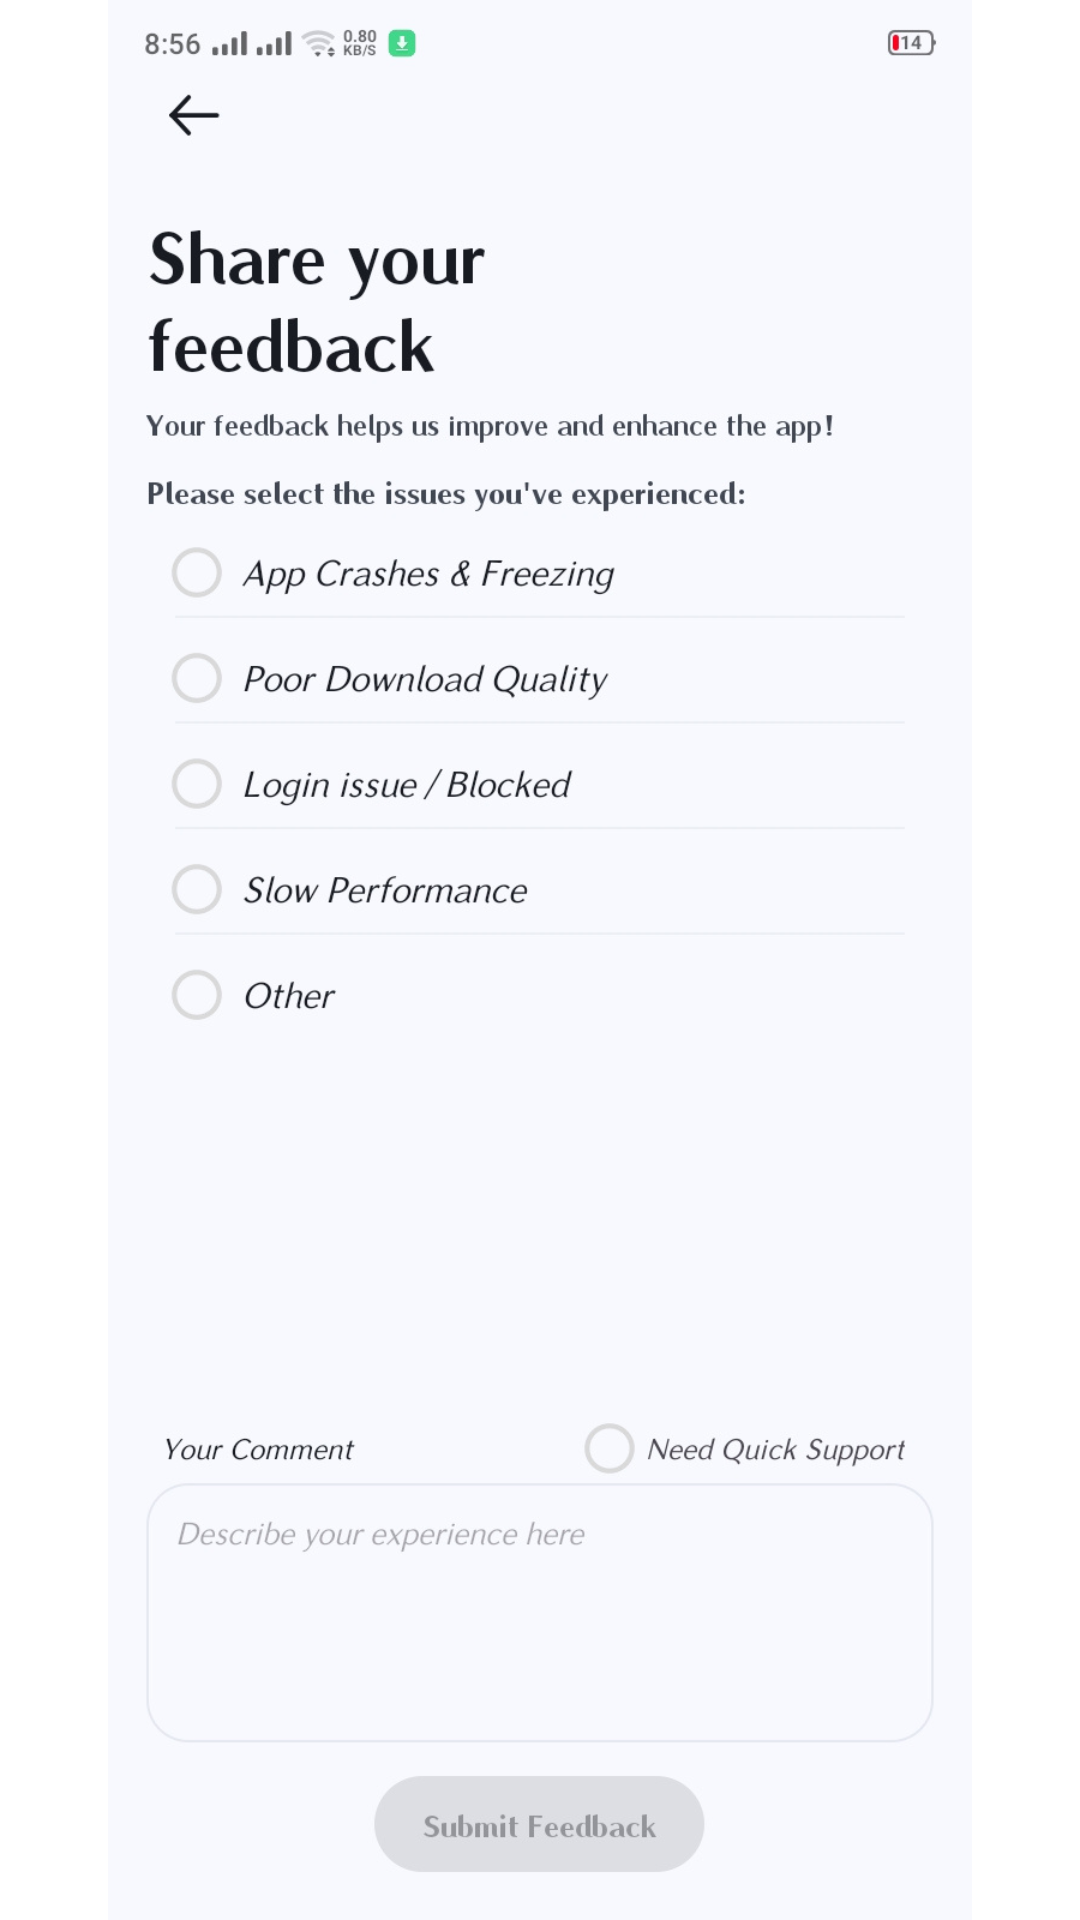 8:56 0.80 KB/S 14
Share your
feedback
Your feedback helps us improve and enhance the app!
Please select the issues you've experienced:
App Crashes & Freezing
Poor Download Quality
Login issue / Blocked
Slow Performance
Other
Your Comment Need Quick Support
Describe your experience here
Submit Feedback